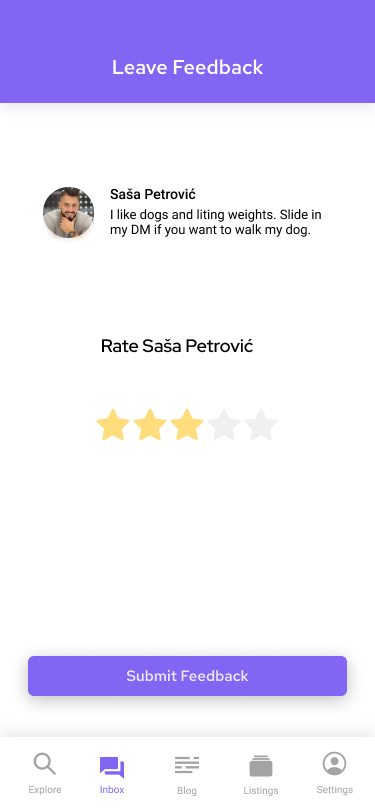 Leave Feedback
Saša Petrović
I like dogs and liting weights. Slide in
my DM if you want to walk my dog.
Rate Saša Petrović
Submit Feedback
Explore
Inbox
Blog
Listings
Settings